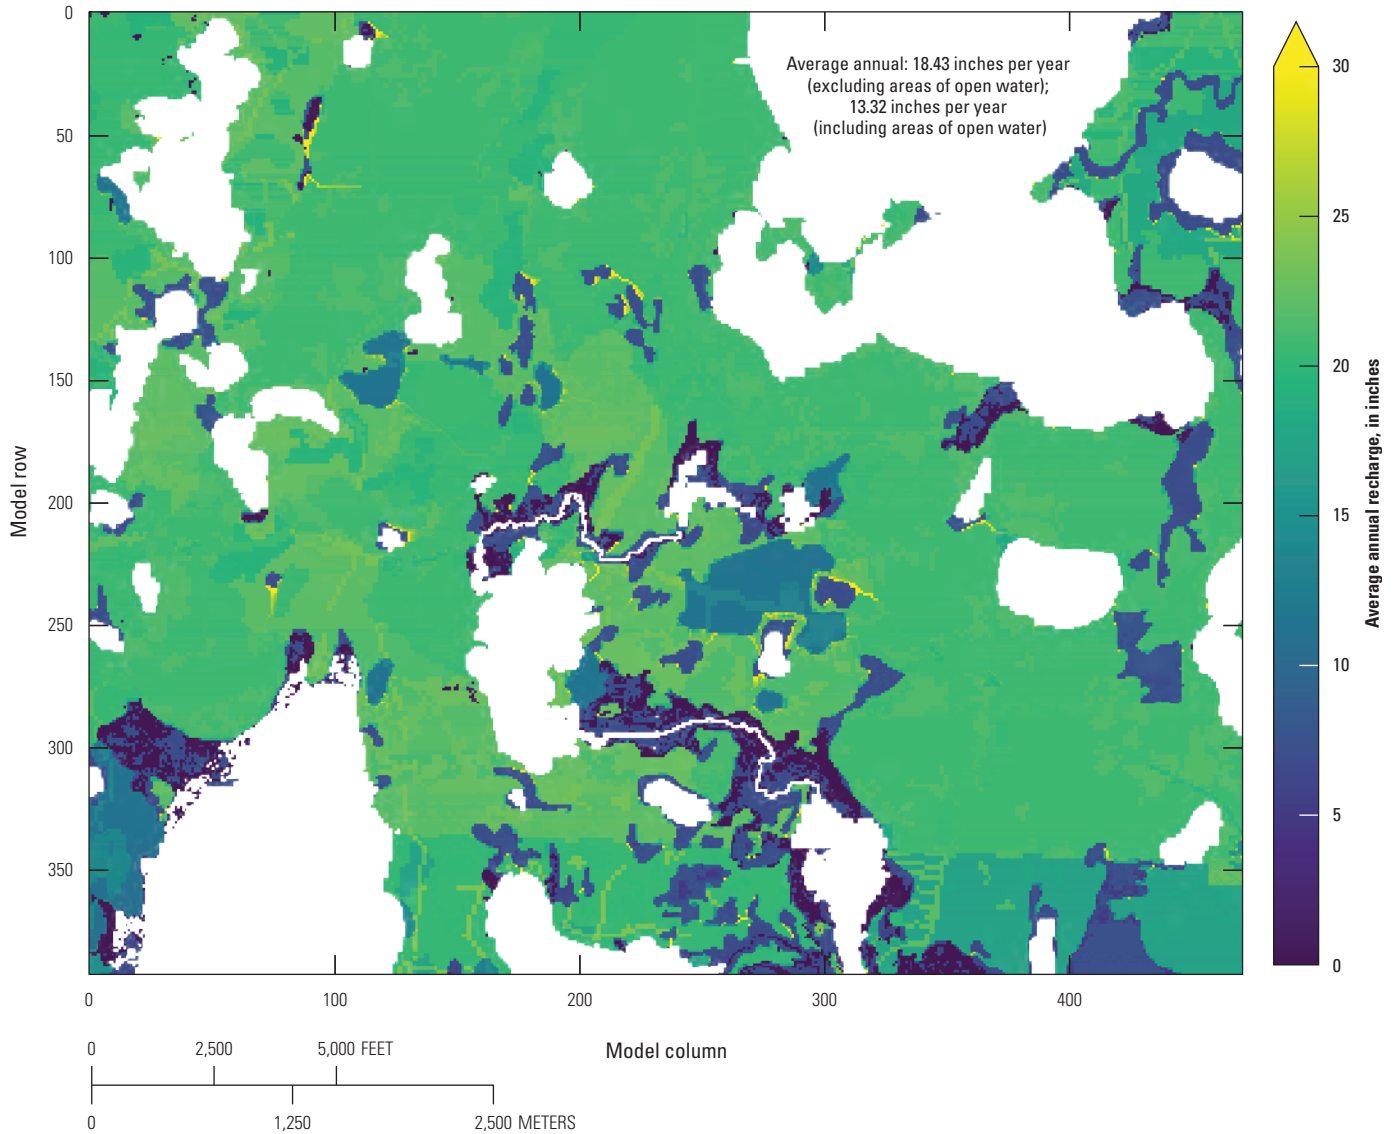 Average annual: 18.43 inches per year
(excluding areas of open water);
13.32 inches per year
(including areas of open water)
0
50
100
150
200
250
300
350
Model row
0
100
200
300
400
Model column
30
25
20
15
10
5
0
Average annual recharge, in inches
0
2,500
5,000 FEET
0
1,250
2,500 METERS